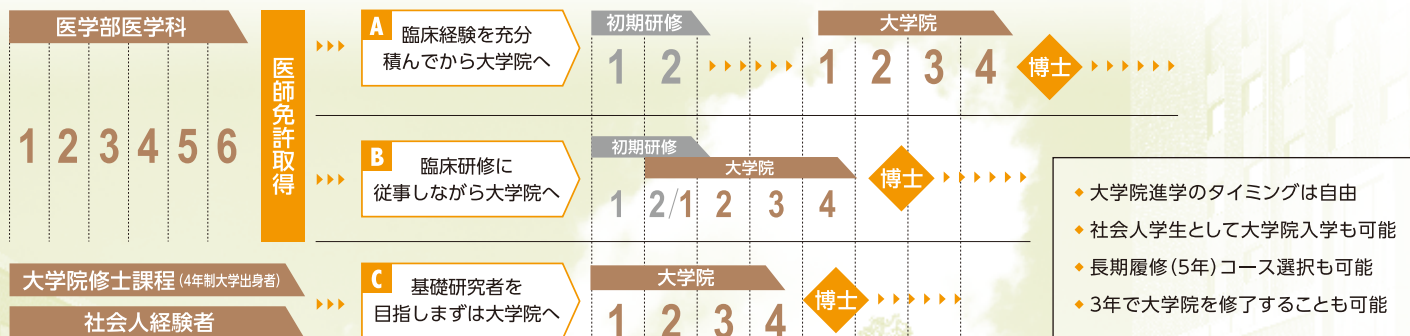 医学部医学科
1 2 3 4 5 6
医師免許取得
A
臨床経験を充分
積んでから大学院へ
初期研修
1 2
大学院
1 2 3 4
博士
B
臨床研修に
従事しながら大学院へ
初期研修
大学院
1 2/1 2 3 4
博士
大学院修士課程(4年制大学出身者)
社会人経験者
C
基礎研究者を
目指しまずは大学院へ
大学院
1 2 3 4
博士
◆ 大学院進学のタイミングは自由
◆ 社会人学生として大学院入学も可能
◆ 長期履修(5年)コース選択も可能
◆ 3年で大学院を修了することも可能